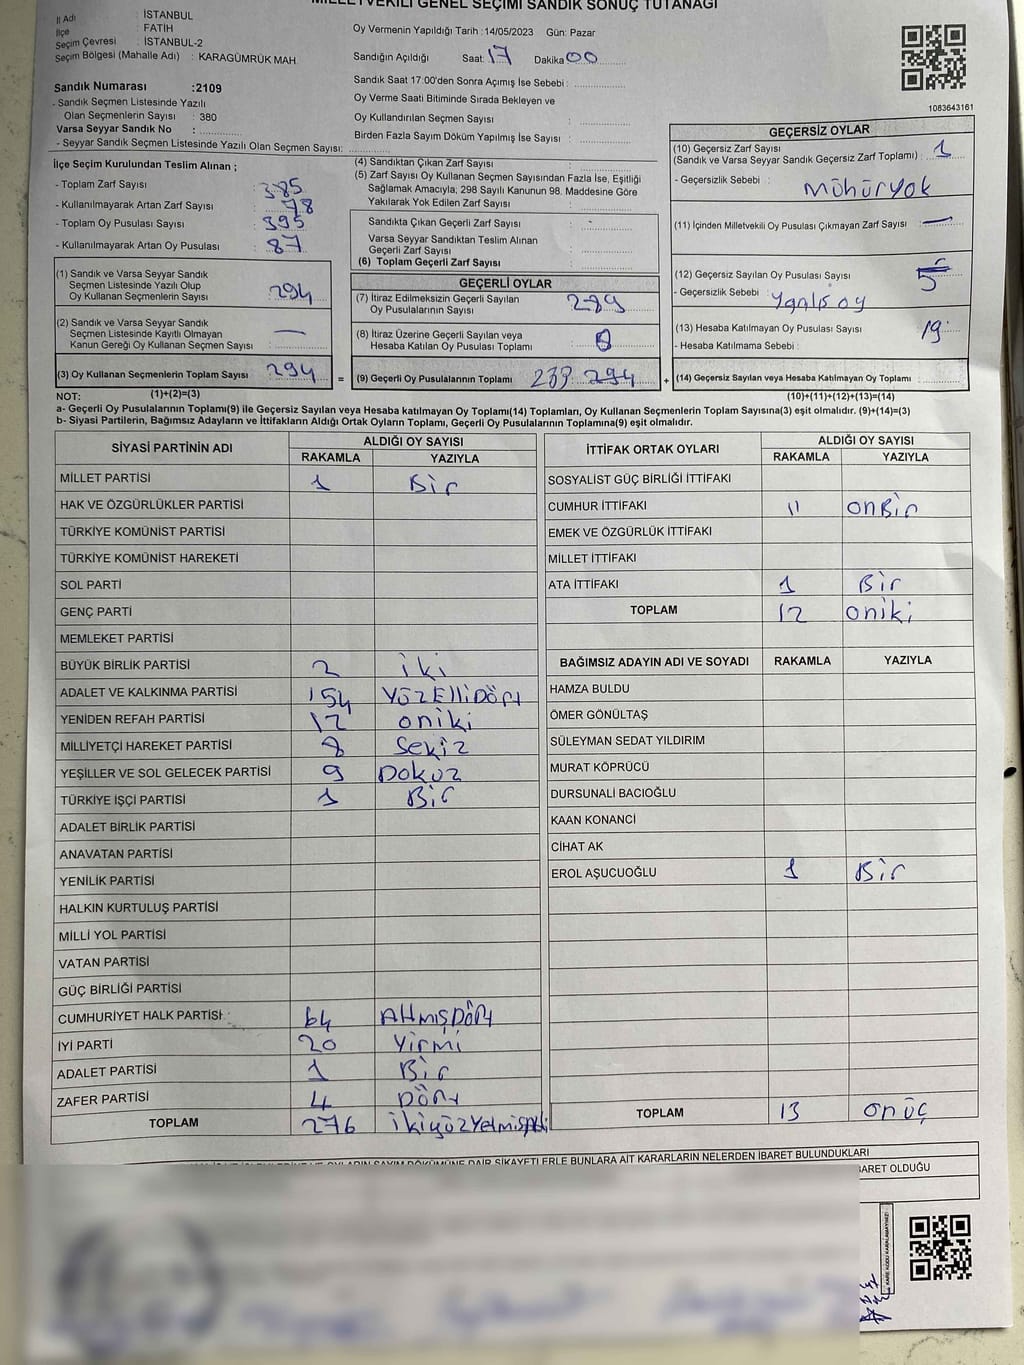 MİLLETVEKİLİ GENEL SEÇİMİ SANDIK SONUÇ TUTANAĞI
İl Adı : İSTANBUL
İlçe : FATİH
Seçim Çevresi : İSTANBUL-2
Seçim Bölgesi (Mahalle Adı) : KARAGÜMRÜK MAH.
Sandık Numarası :2109
- Sandık Seçmen Listesinde Yazılı
Olan Seçmenlerin Sayısı : 380
Varsa Seyyar Sandık No :
- Seyyar Sandık Seçmen Listesinde Yazılı Olan Seçmen Sayısı:
Oy Vermenin Yapıldığı Tarih :14/05/2023 Gün: Pazar
Sandığın Açıldığı Saat: 17 Dakika 00
Sandık Saat 17:00'den Sonra Açımış İse Sebebi :
Oy Verme Saati Bitiminde Sırada Bekleyen ve
Oy Kullandırılan Seçmen Sayısı :
Birden Fazla Sayım Döküm Yapılmış İse Sayısı :
1083643161
İlçe Seçim Kurulundan Teslim Alınan ;
- Toplam Zarf Sayısı : 385
- Kullanılmayarak Artan Zarf Sayısı : 78
- Toplam Oy Pusulası Sayısı : 395
- Kullanılmayarak Artan Oy Pusulası : 87
(4) Sandıktan Çıkan Zarf Sayısı :
(5) Zarf Sayısı Oy Kullanan Seçmen Sayısından Fazla İse, Eşitliği
Sağlamak Amacıyla; 298 Sayılı Kanunun 98. Maddesine Göre
Yakılarak Yok Edilen Zarf Sayısı :
Sandıkta Çıkan Geçerli Zarf Sayısı : -
Varsa Seyyar Sandıktan Teslim Alınan
Geçerli Zarf Sayısı :
(6) Toplam Geçerli Zarf Sayısı :
GEÇERSİZ OYLAR
(10) Geçersiz Zarf Sayısı
(Sandık ve Varsa Seyyar Sandık Geçersiz Zarf Toplamı) : 1
- Geçersizlik Sebebi : Mühüryok
(11) İçinden Milletvekili Oy Pusulası Çıkmayan Zarf Sayısı : —
(12) Geçersiz Sayılan Oy Pusulası Sayısı : 5
- Geçersizlik Sebebi : Yanlış oy
(13) Hesaba Katılmayan Oy Pusulası Sayısı : 19
- Hesaba Katılmama Sebebi :
(14) Geçersiz Sayılan veya Hesaba Katılmayan Oy Toplamı
(10)+(11)+(12)+(13)=(14)
(1) Sandık ve Varsa Seyyar Sandık
Seçmen Listesinde Yazılı Olup
Oy Kullanan Seçmenlerin Sayısı : 294
(2) Sandık ve Varsa Seyyar Sandık
Seçmen Listesinde Kayıtlı Olmayan
Kanun Gereği Oy Kullanan Seçmen Sayısı : —
(3) Oy Kullanan Seçmenlerin Toplam Sayısı : 294
GEÇERLİ OYLAR
(7) İtiraz Edilmeksizin Geçerli Sayılan
Oy Pusulalarının Sayısı : 289
(8) İtiraz Üzerine Geçerli Sayılan veya
Hesaba Katılan Oy Pusulası Toplamı :
= (9) Geçerli Oy Pusulalarının Toplamı 294 +
NOT: (1)+(2)=(3)
a- Geçerli Oy Pusulalarının Toplamı(9) ile Geçersiz Sayılan veya Hesaba katılmayan Oy Toplamı(14) Toplamları, Oy Kullanan Seçmenlerin Toplam Sayısına(3) eşit olmalıdır. (9)+(14)=(3)
b- Siyasi Partilerin, Bağımsız Adayların ve İttifakların Aldığı Ortak Oyların Toplamı, Geçerli Oy Pusulalarının Toplamına(9) eşit olmalıdır.
SİYASİ PARTİNİN ADI ALDIĞI OY SAYISI
RAKAMLA YAZIYLA
MİLLET PARTİSİ 1 Bir
HAK VE ÖZGÜRLÜKLER PARTİSİ
TÜRKİYE KOMÜNİST PARTİSİ
TÜRKİYE KOMÜNİST HAREKETİ
SOL PARTİ
GENÇ PARTİ
MEMLEKET PARTİSİ
BÜYÜK BİRLİK PARTİSİ 2 iki
ADALET VE KALKINMA PARTİSİ 154 YÜZELLİDÖRT
YENİDEN REFAH PARTİSİ 12 oniki
MİLLİYETÇİ HAREKET PARTİSİ 8 Sekiz
YEŞİLLER VE SOL GELECEK PARTİSİ 9 Dokuz
TÜRKİYE İŞÇİ PARTİSİ 1 Bir
ADALET BİRLİK PARTİSİ
ANAVATAN PARTİSİ
YENİLİK PARTİSİ
HALKIN KURTULUŞ PARTİSİ
MİLLİ YOL PARTİSİ
VATAN PARTİSİ
GÜÇ BİRLİĞİ PARTİSİ
CUMHURİYET HALK PARTİSİ 64 AltmışDört
İYİ PARTİ 20 Yirmi
ADALET PARTİSİ 1 Bir
ZAFER PARTİSİ 4 Dört
TOPLAM 276
İTTİFAK ORTAK OYLARI ALDIĞI OY SAYISI
RAKAMLA YAZIYLA
SOSYALİST GÜÇ BİRLİĞİ İTTİFAKI
CUMHUR İTTİFAKI 11 onBir
EMEK VE ÖZGÜRLÜK İTTİFAKI
MİLLET İTTİFAKI
ATA İTTİFAKI 1 Bir
TOPLAM 12 oniki
BAĞIMSIZ ADAYIN ADI VE SOYADI RAKAMLA YAZIYLA
HAMZA BULDU
ÖMER GÖNÜLTAŞ
SÜLEYMAN SEDAT YILDIRIM
MURAT KÖPRÜCÜ
DURSUNALİ BACIOĞLU
KAAN KONANCİ
CİHAT AK
EROL AŞUCUOĞLU 1 Bir
TOPLAM 13 onüç
DAİR ŞİKAYETLERLE BUNLARA AİT KARARLARIN NELERDEN İBARET BULUNDUKLARI
BARET OLDUĞU